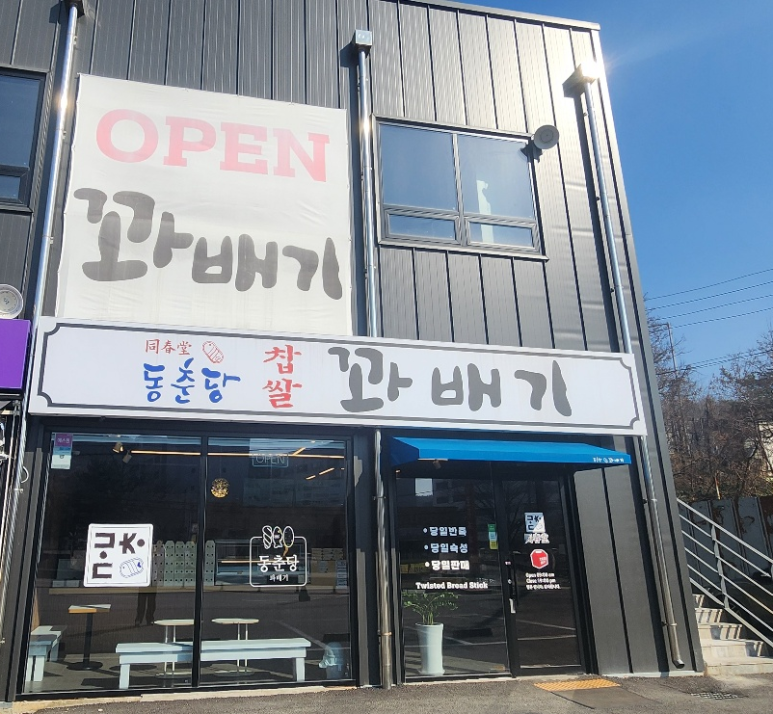 OPEN
꽈배기
同春堂
동춘당
찹쌀
꽈배기
OPEN
동춘당
꽈배기
• 당일반죽
• 당일숙성
• 당일판매
Twisted Bread Stick